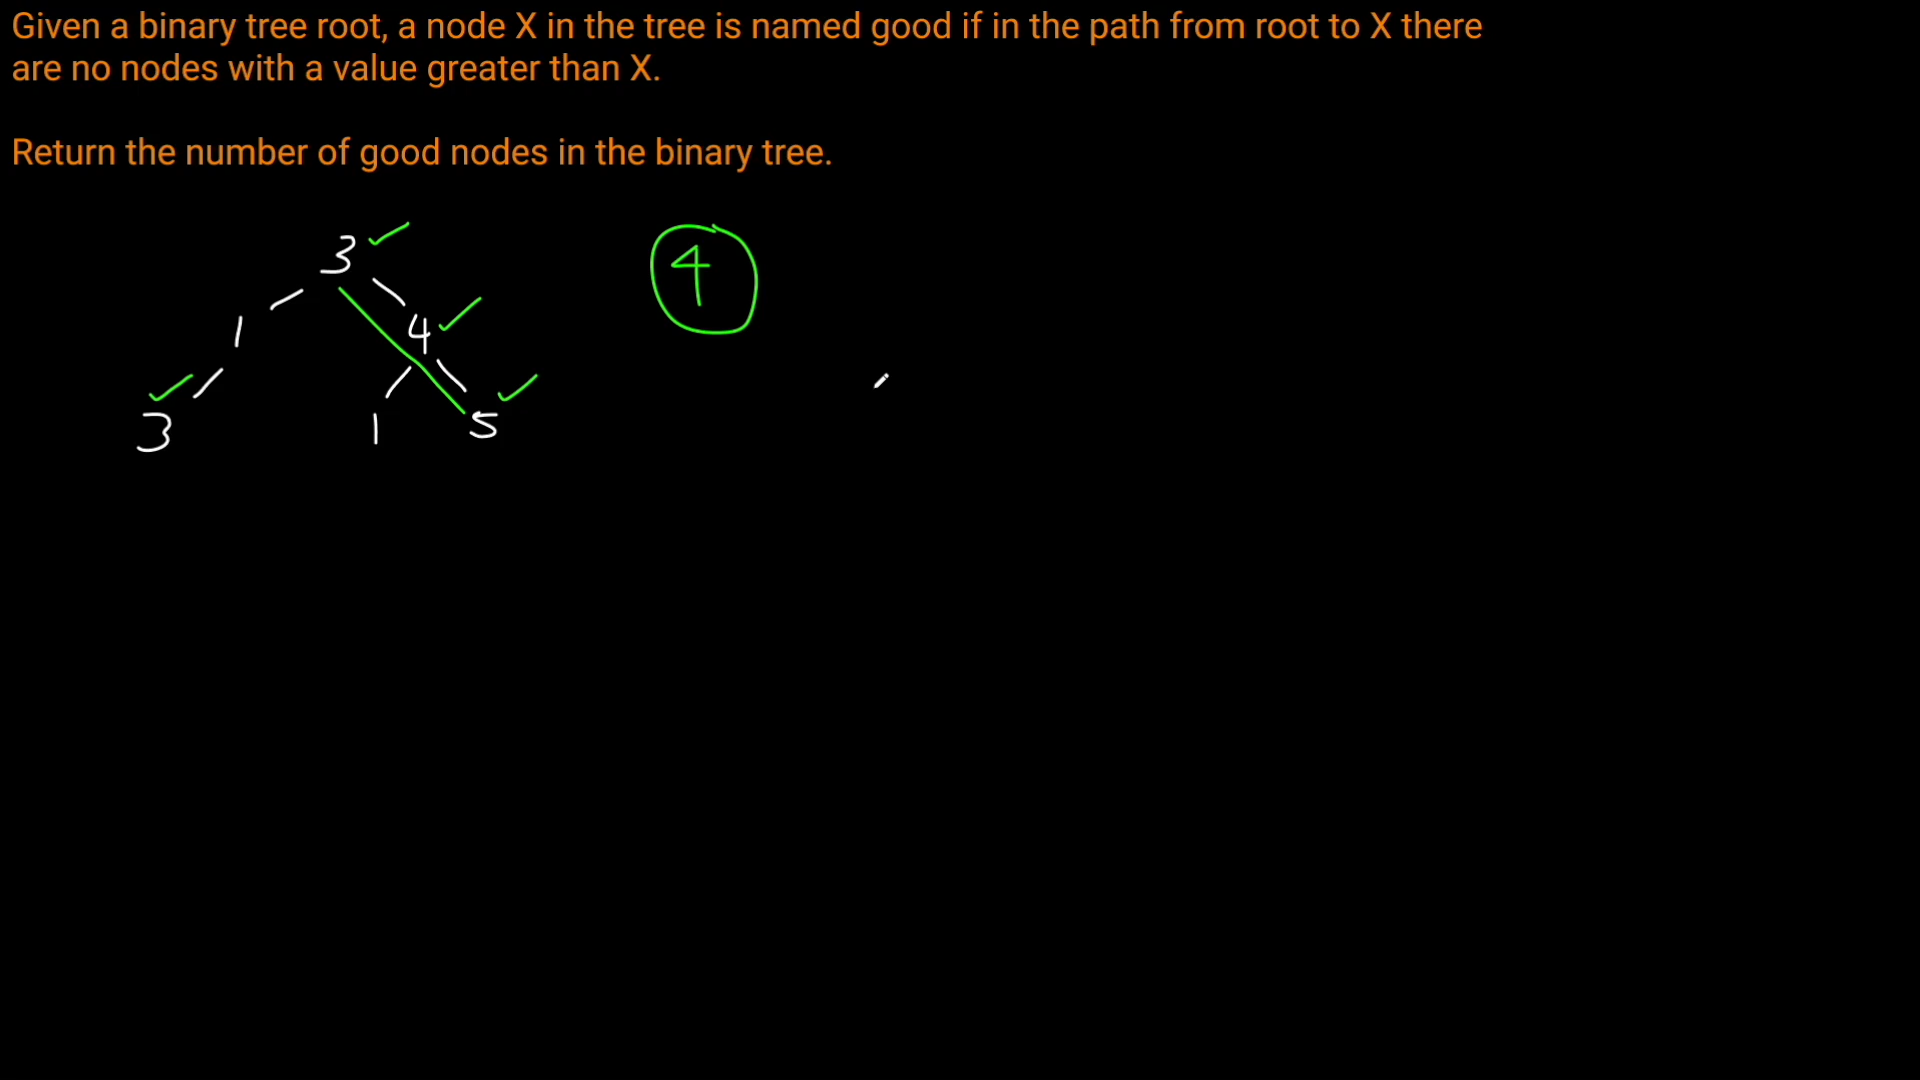 Given a binary tree root, a node X in the tree is named good if in the path from root to X there
are no nodes with a value greater than X.
Return the number of good nodes in the binary tree.
3
4
1
4
3
1
5